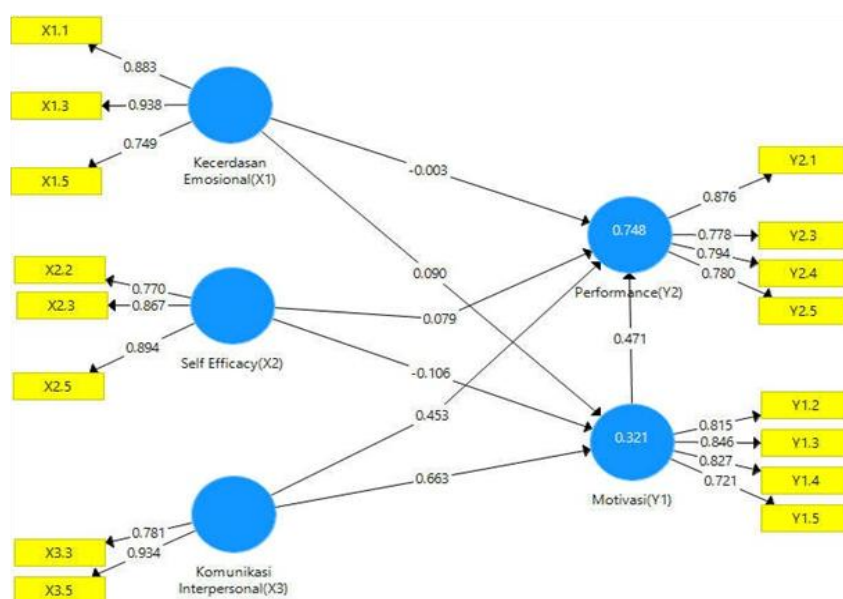 X1.1
0.883
X1.3
0.938
0.749
X1.5
Kecerdasan
Emosional(X1)
-0.003
0.090
X2.2
0.770
X2.3
0.867
0.894
X2.5
Self Efficacy(X2)
0.079
-0.106
0.453
0.663
X3.3
0.781
0.934
X3.5
Komunikasi
Interpersonal(X3)
Y2.1
0.876
0.748
0.778
Y2.3
0.794
Y2.4
0.780
Y2.5
Performance(Y2)
0.471
Y1.2
0.815
0.321
0.846
Y1.3
0.827
Y1.4
0.721
Y1.5
Motivasi(Y1)